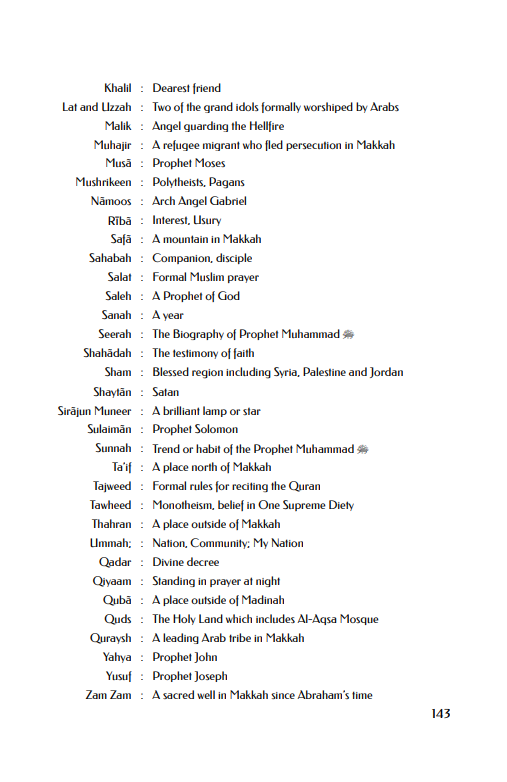 Khalil : Dearest friend
Lat and Uzzah : Two of the grand idols formally worshiped by Arabs
Malik : Angel guarding the Hellfire
Muhajir : A refugee migrant who fled persecution in Makkah
Musā : Prophet Moses
Mushrikeen : Polytheists, Pagans
Nāmoos : Arch Angel Gabriel
Rībā : Interest, Usury
Safā : A mountain in Makkah
Sahabah : Companion, disciple
Salat : Formal Muslim prayer
Saleh : A Prophet of God
Sanah : A year
Seerah : The Biography of Prophet Muhammad ﷺ
Shahādah : The testimony of faith
Sham : Blessed region including Syria, Palestine and Jordan
Shaytān : Satan
Sirājun Muneer : A brilliant lamp or star
Sulaimān : Prophet Solomon
Sunnah : Trend or habit of the Prophet Muhammad ﷺ
Ta'if : A place north of Makkah
Tajweed : Formal rules for reciting the Quran
Tawheed : Monotheism, belief in One Supreme Diety
Thahran : A place outside of Makkah
Ummah; : Nation, Community; My Nation
Qadar : Divine decree
Qiyaam : Standing in prayer at night
Qubā : A place outside of Madinah
Quds : The Holy Land which includes Al-Aqsa Mosque
Quraysh : A leading Arab tribe in Makkah
Yahya : Prophet John
Yusuf : Prophet Joseph
Zam Zam : A sacred well in Makkah since Abraham's time
143